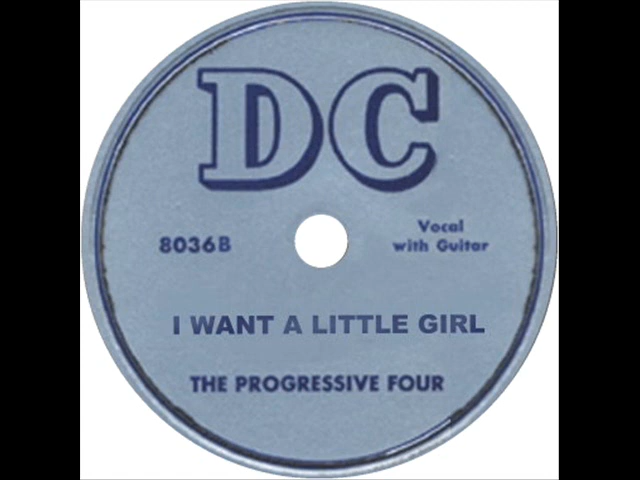 DC
8036B
Vocal
with Guitar
I WANT A LITTLE GIRL
THE PROGRESSIVE FOUR